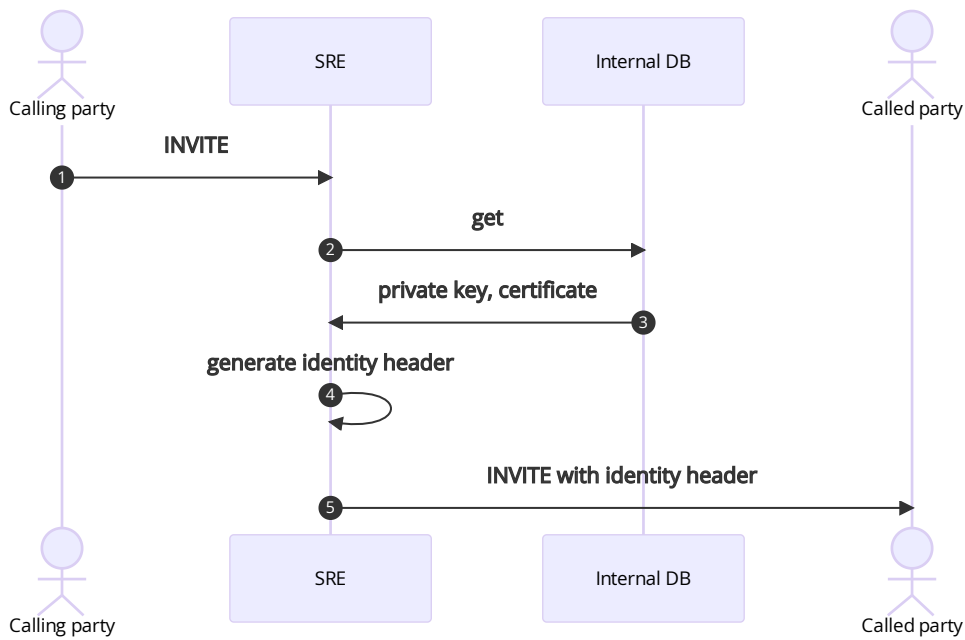 SRE
Internal DB
Calling party
Called party
INVITE
1
get
2
private key, certificate
3
generate identity header
4
INVITE with identity header
5
SRE
Internal DB
Calling party
Called party